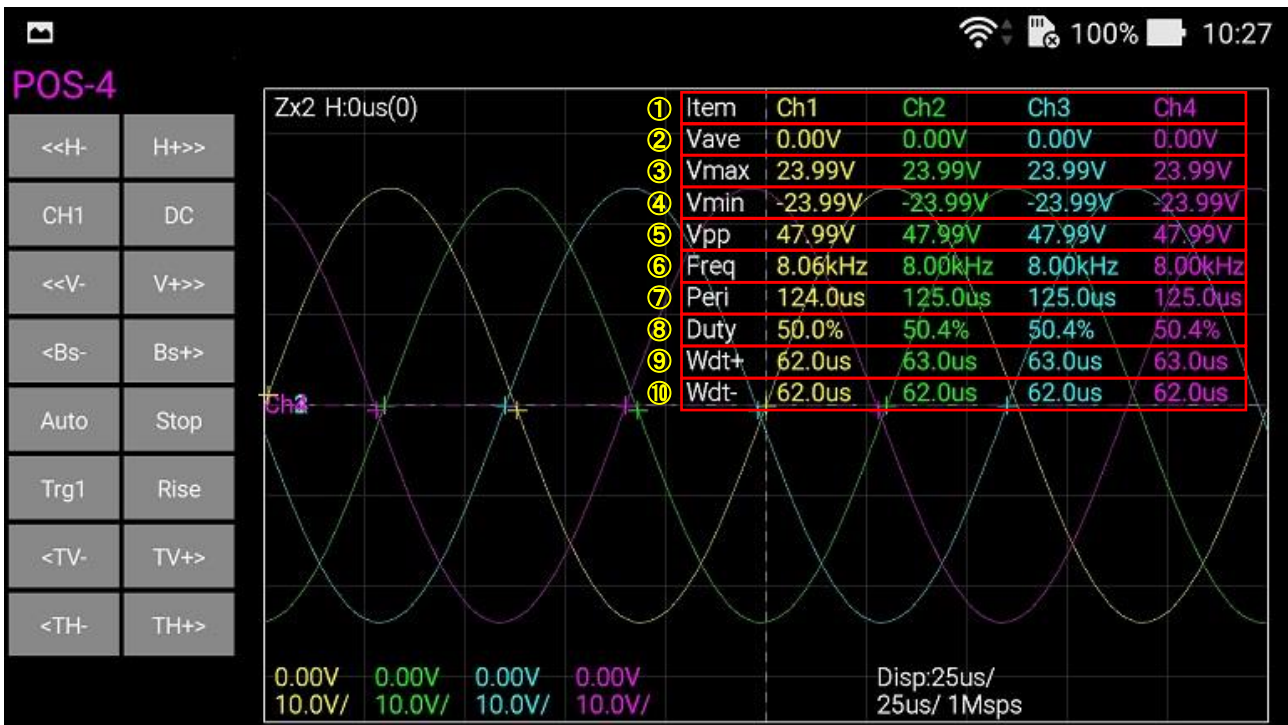 100% 10:27
POS-4
<<H- H+>>
CH1 DC
<<V- V+>>
<Bs- Bs+>
Auto Stop
Trg1 Rise
<TV- TV+>
<TH- TH+>
Zx2 H:0us(0)
① Item Ch1 Ch2 Ch3 Ch4
② Vave 0.00V 0.00V 0.00V 0.00V
③ Vmax 23.99V 23.99V 23.99V 23.99V
④ Vmin -23.99V -23.99V -23.99V -23.99V
⑤ Vpp 47.99V 47.99V 47.99V 47.99V
⑥ Freq 8.06kHz 8.00kHz 8.00kHz 8.00kHz
⑦ Peri 124.0us 125.0us 125.0us 125.0us
⑧ Duty 50.0% 50.4% 50.4% 50.4%
⑨ Wdt+ 62.0us 63.0us 63.0us 63.0us
⑩ Wdt- 62.0us 62.0us 62.0us 62.0us
0.00V 0.00V 0.00V 0.00V
10.0V/ 10.0V/ 10.0V/ 10.0V/
Disp:25us/
25us/ 1Msps